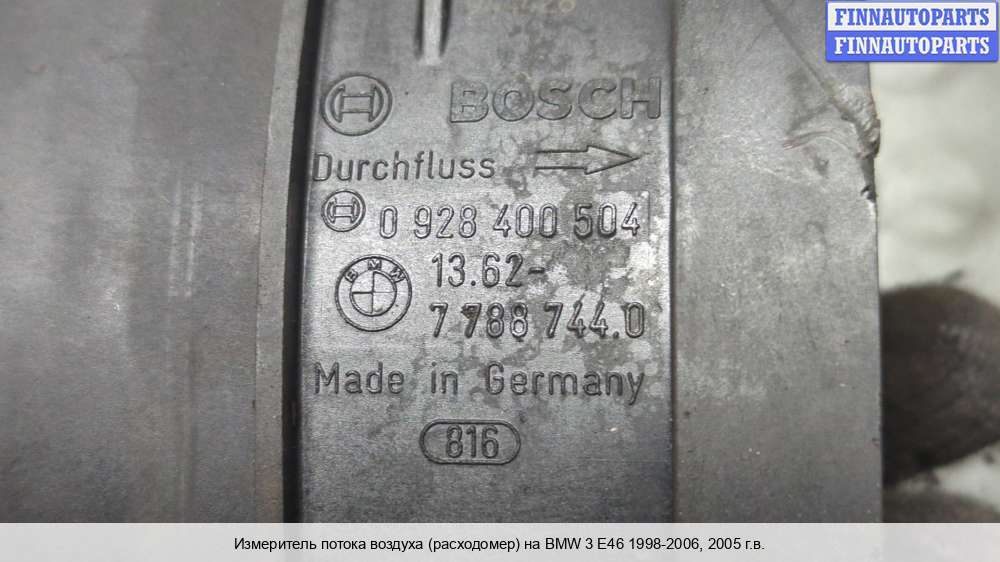 FINNAUTOPARTS
FINNAUTOPARTS
BOSCH
Durchfluss
0 928 400 504
BMW
13.62-
7 788 744.0
Made in Germany
816
Измеритель потока воздуха (расходомер) на BMW 3 E46 1998-2006, 2005 г.в.